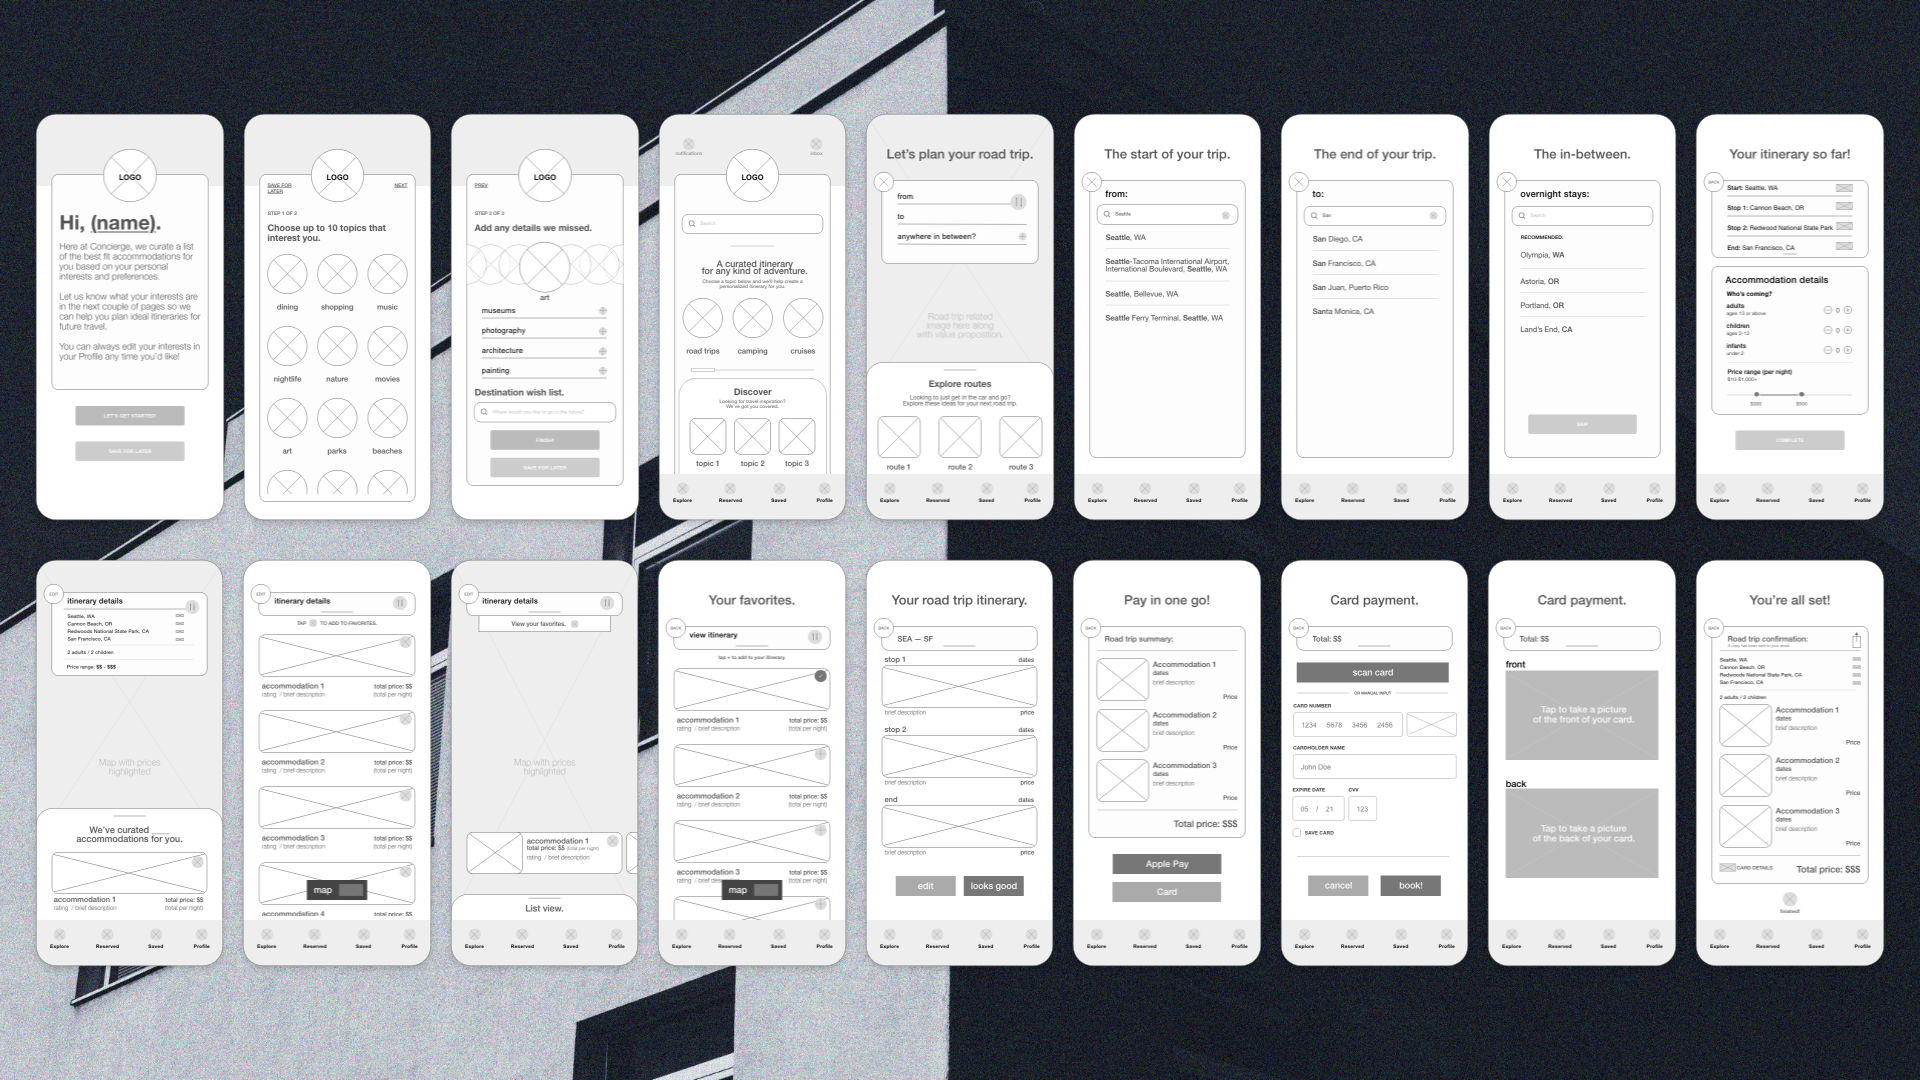 LOGO
Hi, (name).
Here at Concierge, we curate a list
of the best fit accommodations for
you based on your personal
interests and preferences.
Let us know what your interests are
in the next couple of pages so we
can help you plan ideal itineraries for
future travel.
You can always edit your interests in
your Profile any time you'd like!
LET'S GET STARTED
SAVE FOR LATER
LOGO
SAVE FOR
LATER
NEXT
STEP 1 OF 2
Choose up to 10 topics that
interest you.
dining shopping music
nightlife nature movies
art parks beaches
LOGO
PREV
STEP 2 OF 2
Add any details we missed.
art
museums
photography
architecture
painting
Destination wish list.
Where would you like to go in the future?
FINISH
SAVE FOR LATER
notifications inbox
LOGO
Search
A curated itinerary
for any kind of adventure.
Choose a topic below and we'll help create a
personalized itinerary for you.
road trips camping cruises
Discover
Looking for travel inspiration?
We've got you covered.
topic 1 topic 2 topic 3
Explore Reserved Saved Profile
Let's plan your road trip.
from
to
anywhere in between?
Road trip related
image here along
with value proposition.
Explore routes
Looking to just get in the car and go?
Explore these ideas for your next road trip.
route 1 route 2 route 3
Explore Reserved Saved Profile
The start of your trip.
from:
Seattle
Seattle, WA
Seattle-Tacoma International Airport,
International Boulevard, Seattle, WA
Seattle, Bellevue, WA
Seattle Ferry Terminal, Seattle, WA
Explore Reserved Saved Profile
The end of your trip.
to:
San
San Diego, CA
San Francisco, CA
San Juan, Puerto Rico
Santa Monica, CA
Explore Reserved Saved Profile
The in-between.
overnight stays:
Search
RECOMMENDED:
Olympia, WA
Astoria, OR
Portland, OR
Land's End, CA
SKIP
Explore Reserved Saved Profile
Your itinerary so far!
BACK
Start: Seattle, WA
Stop 1: Cannon Beach, OR
Stop 2: Redwood National State Park
End: San Francisco, CA
Accommodation details
Who's coming?
adults
ages 13 or above
0
children
ages 2-12
0
infants
under 2
0
Price range (per night)
$10-$1,000+
$200 $500
COMPLETE
Explore Reserved Saved Profile
EDIT
itinerary details
Seattle, WA
Cannon Beach, OR
Redwoods National State Park, CA
San Francisco, CA
2 adults / 2 children
Price range: $$ - $$$
Map with prices
highlighted
We've curated ___
accommodations for you.
accommodation 1 total price: $$
rating / brief description (total per night)
Explore Reserved Saved Profile
EDIT
itinerary details
TAP TO ADD TO FAVORITES.
accommodation 1 total price: $$
rating / brief description (total per night)
accommodation 2 total price: $$
rating / brief description (total per night)
accommodation 3 total price: $$
rating / brief description (total per night)
map
accommodation 4 total price: $$
Explore Reserved Saved Profile
EDIT
itinerary details
View your favorites.
Map with prices
highlighted
accommodation 1
total price: $$ (total per night)
rating / brief description
List view.
Explore Reserved Saved Profile
Your favorites.
BACK
view itinerary
tap + to add to your itinerary.
accommodation 1 total price: $$
rating / brief description (total per night)
accommodation 2 total price: $$
rating / brief description (total per night)
accommodation 3 total price: $$
rating / brief desc (total per night)
map
Explore Reserved Saved Profile
Your road trip itinerary.
BACK
SEA — SF
stop 1 dates
brief description price
stop 2 dates
brief description price
end dates
brief description price
edit looks good
Explore Reserved Saved Profile
Pay in one go!
BACK
Road trip summary:
Accommodation 1
dates
brief description
Price
Accommodation 2
dates
brief description
Price
Accommodation 3
dates
brief description
Price
Total price: $$$
Apple Pay
Card
Explore Reserved Saved Profile
Card payment.
BACK
Total: $$
scan card
OR MANUAL INPUT
CARD NUMBER
1234 5678 3456 2456
CARDHOLDER NAME
John Doe
EXPIRE DATE CVV
05 / 21 123
SAVE CARD
cancel book!
Explore Reserved Saved Profile
Card payment.
BACK
Total: $$
front
Tap to take a picture
of the front of your card.
back
Tap to take a picture
of the back of your card.
Explore Reserved Saved Profile
You're all set!
BACK
Road trip confirmation:
A copy has been sent to your email
Seattle, WA
Cannon Beach, OR
Redwoods National State Park, CA
San Francisco, CA
2 adults / 2 children
Accommodation 1
dates
brief description
Price
Accommodation 2
dates
brief description
Price
Accommodation 3
dates
brief description
Price
CARD DETAILS Total price: $$$
finished!
Explore Reserved Saved Profile